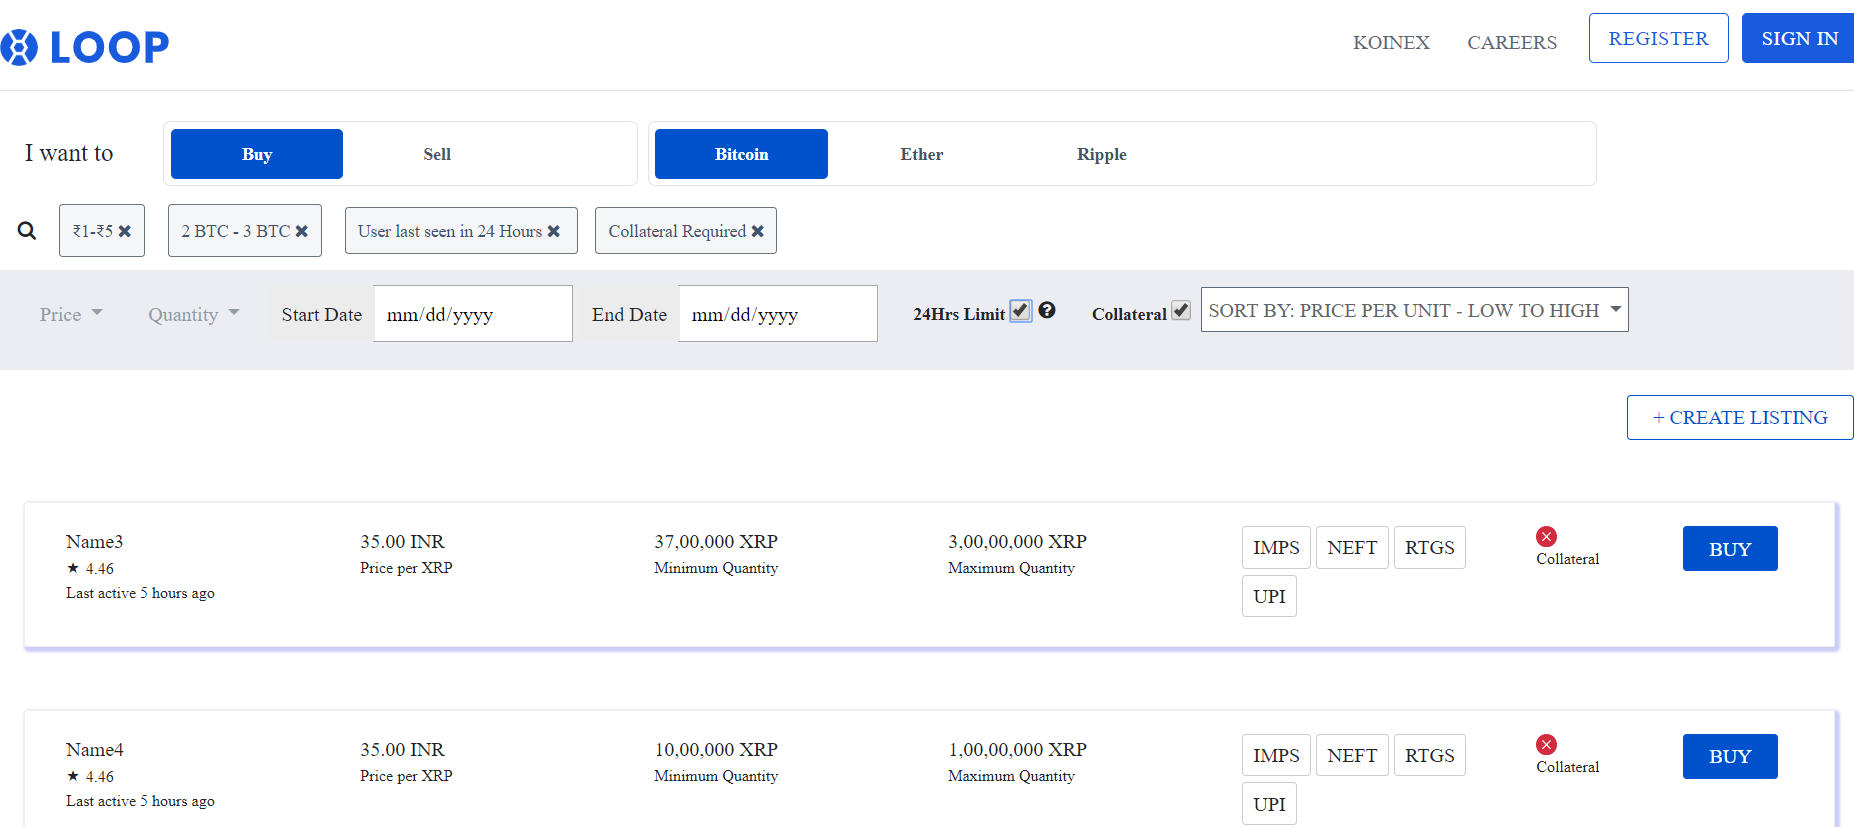 LOOP
KOINEX CAREERS REGISTER SIGN IN
I want to Buy Sell Bitcoin Ether Ripple
₹1-₹5 2 BTC - 3 BTC User last seen in 24 Hours Collateral Required
Price Quantity Start Date mm/dd/yyyy End Date mm/dd/yyyy 24Hrs Limit Collateral SORT BY: PRICE PER UNIT - LOW TO HIGH
+ CREATE LISTING
Name3 35.00 INR 37,00,000 XRP 3,00,00,000 XRP IMPS NEFT RTGS BUY
4.46 Price per XRP Minimum Quantity Maximum Quantity Collateral
Last active 5 hours ago UPI
Name4 35.00 INR 10,00,000 XRP 1,00,00,000 XRP IMPS NEFT RTGS BUY
4.46 Price per XRP Minimum Quantity Maximum Quantity Collateral
Last active 5 hours ago UPI